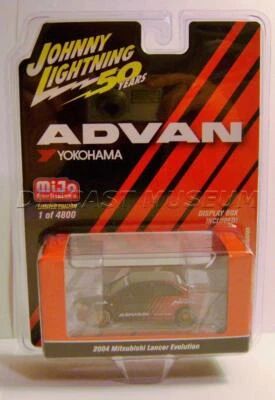 JOHNNY LIGHTNING
50 YEARS
ADVAN
YOKOHAMA
DIECAST MUSEUM
mijo
exclusives
LIMITED EDITION
1 of 4800
DISPLAY BOX
INCLUDED!
2004 Mitsubishi Lancer Evolution